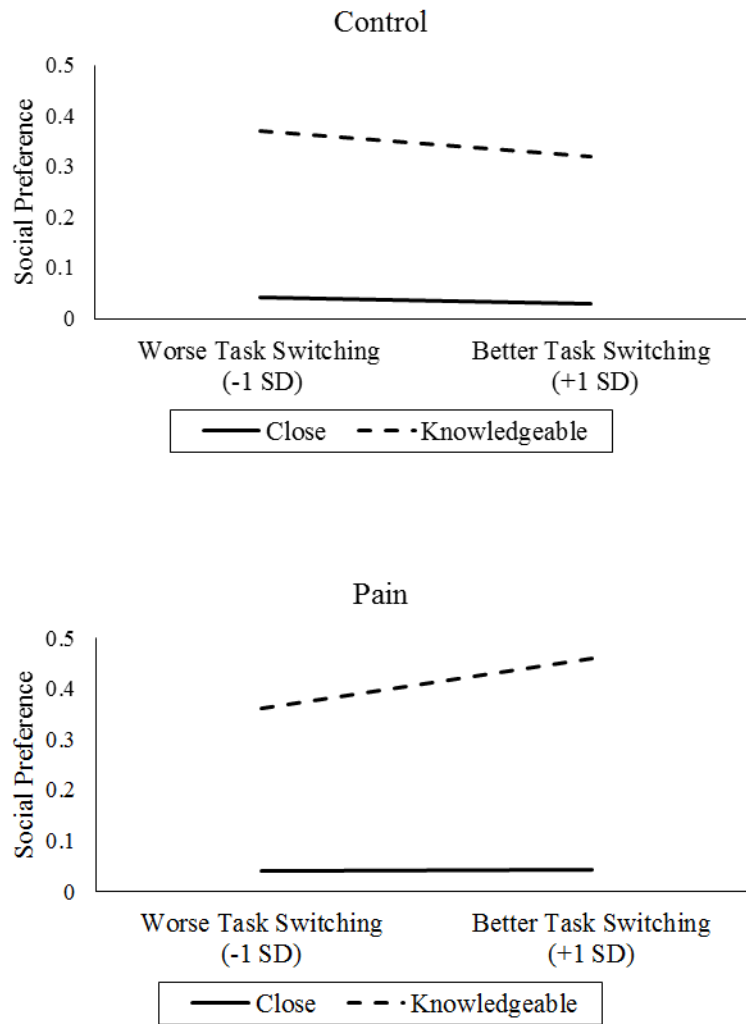 Control
0.5
0.4
0.3
0.2
0.1
0
Social Preference
Worse Task Switching
(-1 SD)
Better Task Switching
(+1 SD)
Close
Knowledgeable
Pain
0.5
0.4
0.3
0.2
0.1
0
Social Preference
Worse Task Switching
(-1 SD)
Better Task Switching
(+1 SD)
Close
Knowledgeable